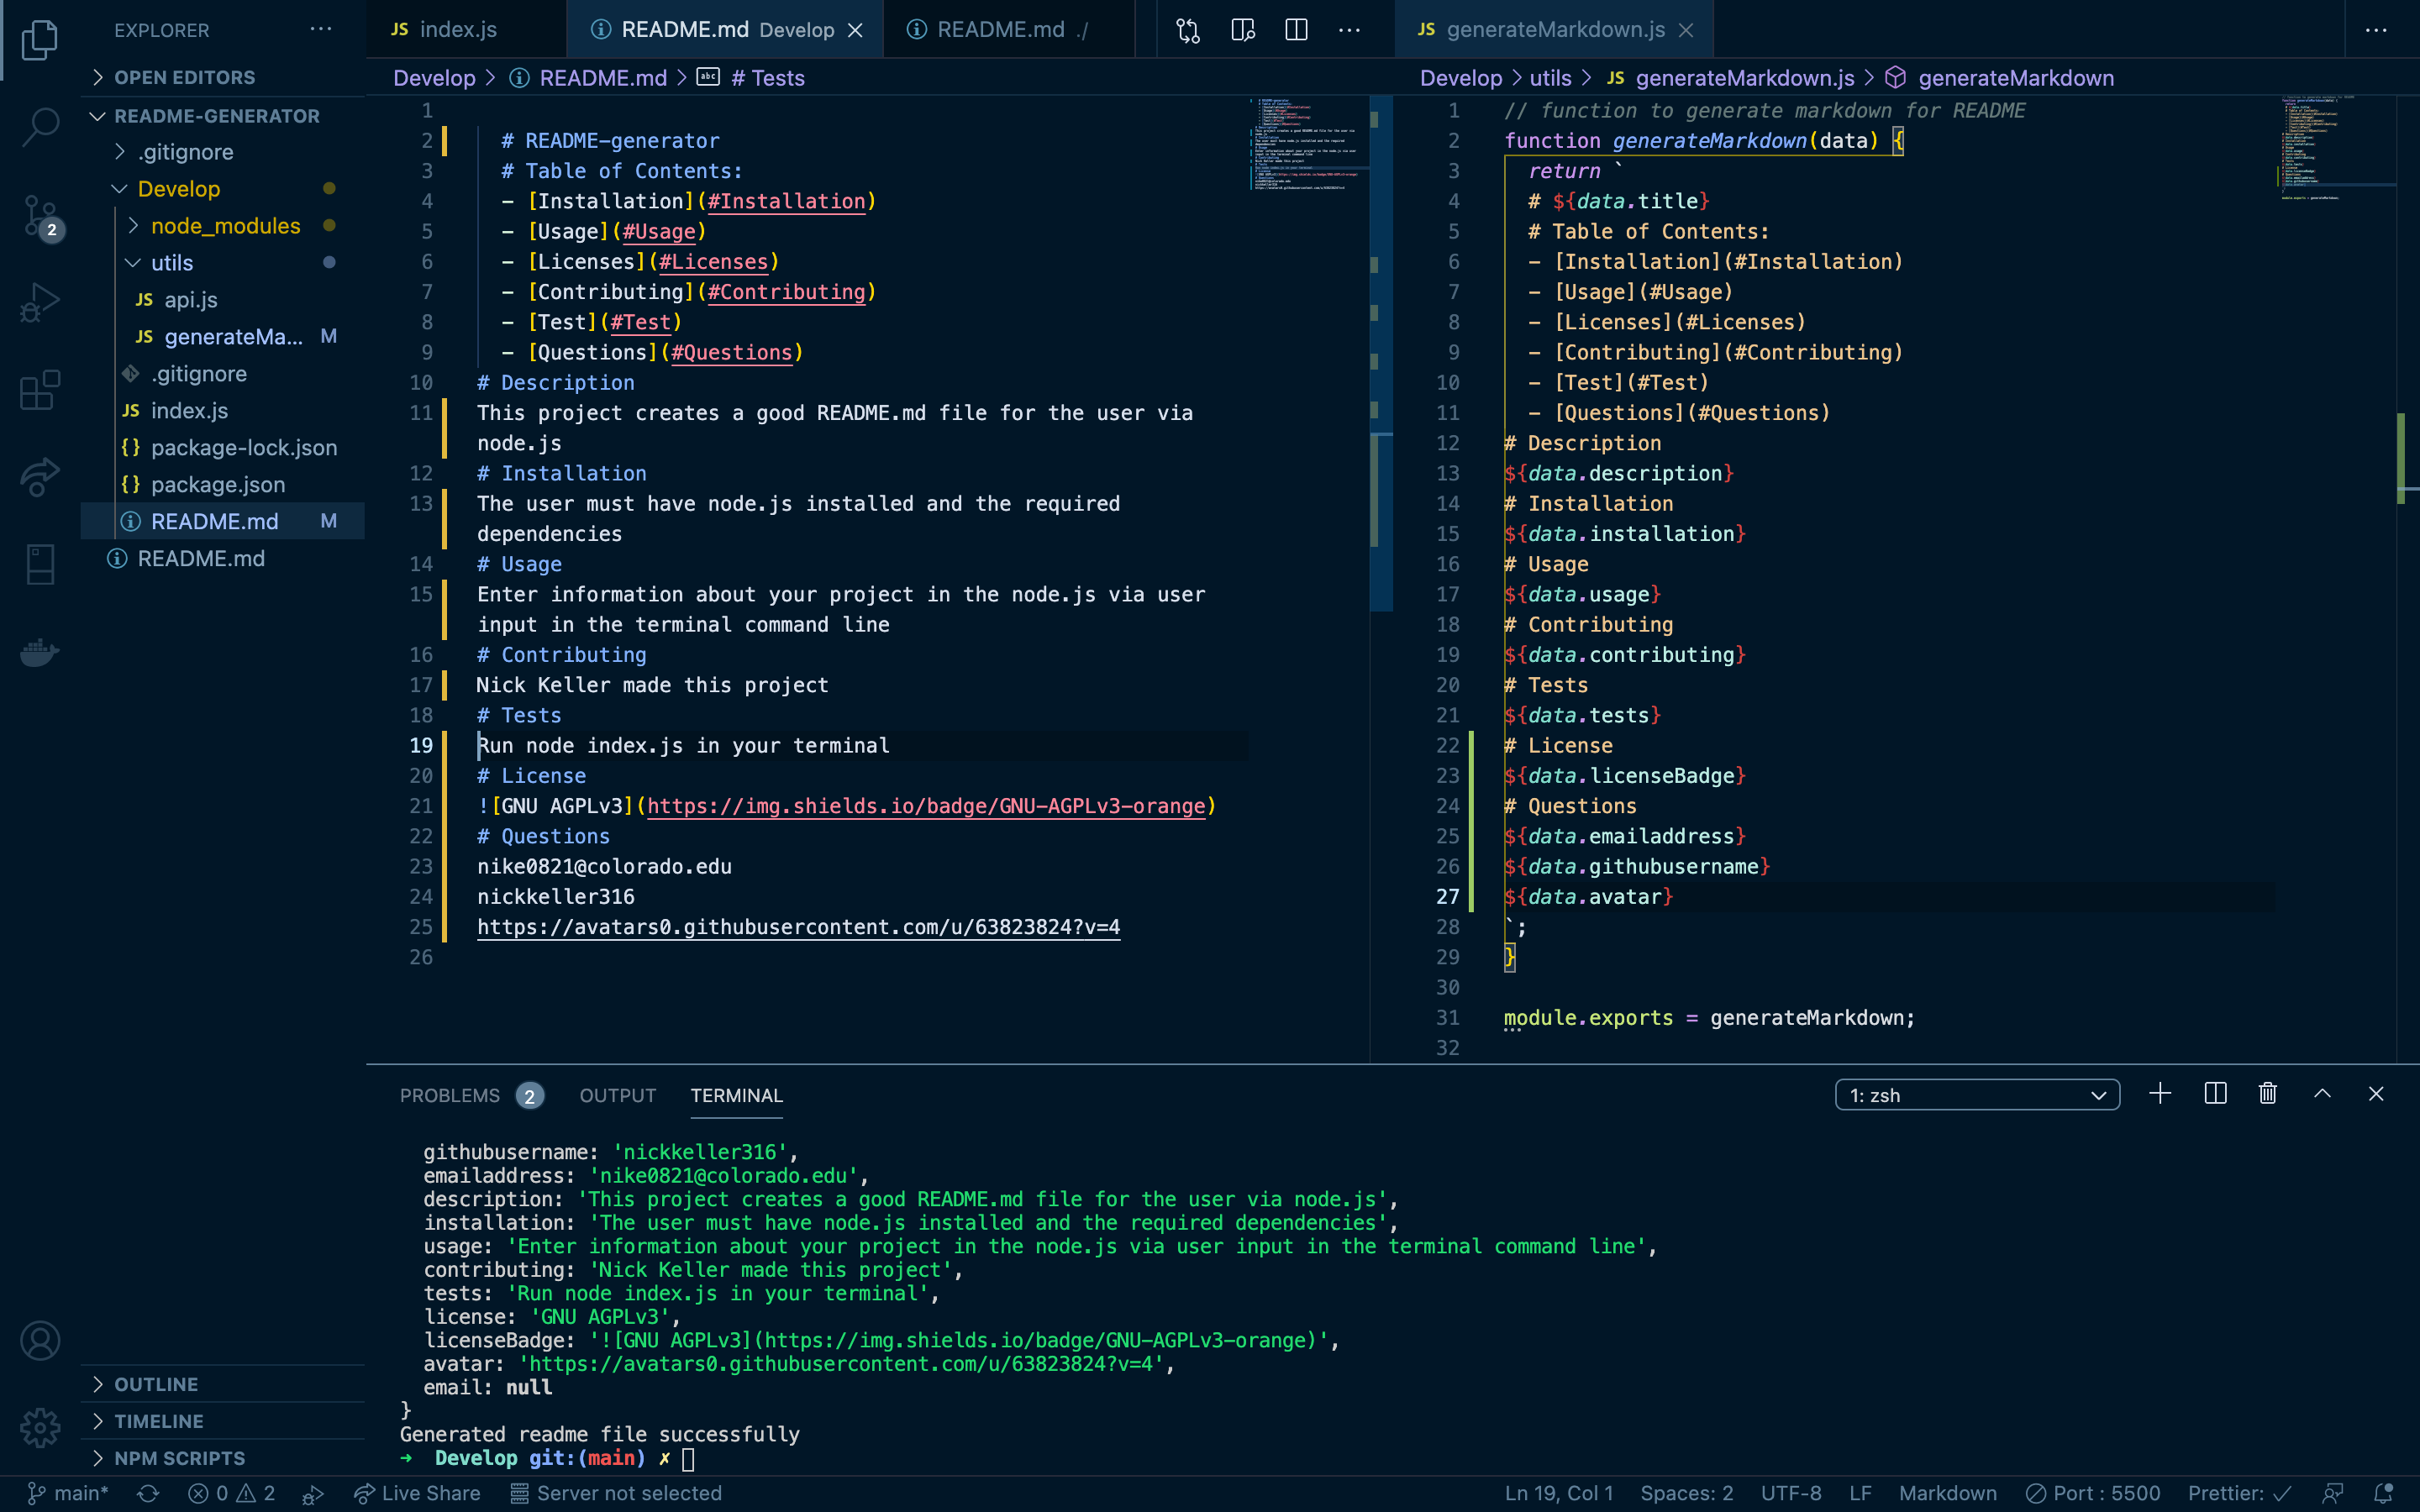 EXPLORER
OPEN EDITORS
README-GENERATOR
.gitignore
Develop
node_modules
utils
JS api.js
JS generateMa... M
.gitignore
JS index.js
{} package-lock.json
{} package.json
README.md M
README.md
2
OUTLINE
TIMELINE
NPM SCRIPTS
JS index.js
README.md Develop
README.md ./
JS generateMarkdown.js
Develop > README.md > # Tests
1
2 # README-generator
3 # Table of Contents:
4 - [Installation](#Installation)
5 - [Usage](#Usage)
6 - [Licenses](#Licenses)
7 - [Contributing](#Contributing)
8 - [Test](#Test)
9 - [Questions](#Questions)
10 # Description
11 This project creates a good README.md file for the user via
node.js
12 # Installation
13 The user must have node.js installed and the required
dependencies
14 # Usage
15 Enter information about your project in the node.js via user
input in the terminal command line
16 # Contributing
17 Nick Keller made this project
18 # Tests
19 Run node index.js in your terminal
20 # License
21 ![GNU AGPLv3](https://img.shields.io/badge/GNU-AGPLv3-orange)
22 # Questions
23 nike0821@colorado.edu
24 nickkeller316
25 https://avatars0.githubusercontent.com/u/63823824?v=4
26
Develop > utils > JS generateMarkdown.js > generateMarkdown
1 // function to generate markdown for README
2 function generateMarkdown(data) {
3 return `
4 # ${data.title}
5 # Table of Contents:
6 - [Installation](#Installation)
7 - [Usage](#Usage)
8 - [Licenses](#Licenses)
9 - [Contributing](#Contributing)
10 - [Test](#Test)
11 - [Questions](#Questions)
12 # Description
13 ${data.description}
14 # Installation
15 ${data.installation}
16 # Usage
17 ${data.usage}
18 # Contributing
19 ${data.contributing}
20 # Tests
21 ${data.tests}
22 # License
23 ${data.licenseBadge}
24 # Questions
25 ${data.emailaddress}
26 ${data.githubusername}
27 ${data.avatar}
28 `;
29 }
30
31 module.exports = generateMarkdown;
32
PROBLEMS 2 OUTPUT TERMINAL
1: zsh
githubusername: 'nickkeller316',
emailaddress: 'nike0821@colorado.edu',
description: 'This project creates a good README.md file for the user via node.js',
installation: 'The user must have node.js installed and the required dependencies',
usage: 'Enter information about your project in the node.js via user input in the terminal command line',
contributing: 'Nick Keller made this project',
tests: 'Run node index.js in your terminal',
license: 'GNU AGPLv3',
licenseBadge: '![GNU AGPLv3](https://img.shields.io/badge/GNU-AGPLv3-orange)',
avatar: 'https://avatars0.githubusercontent.com/u/63823824?v=4',
email: null
}
Generated readme file successfully
➜ Develop git:(main) ✗
main* 0 2 Live Share Server not selected Ln 19, Col 1 Spaces: 2 UTF-8 LF Markdown Port : 5500 Prettier: ✓